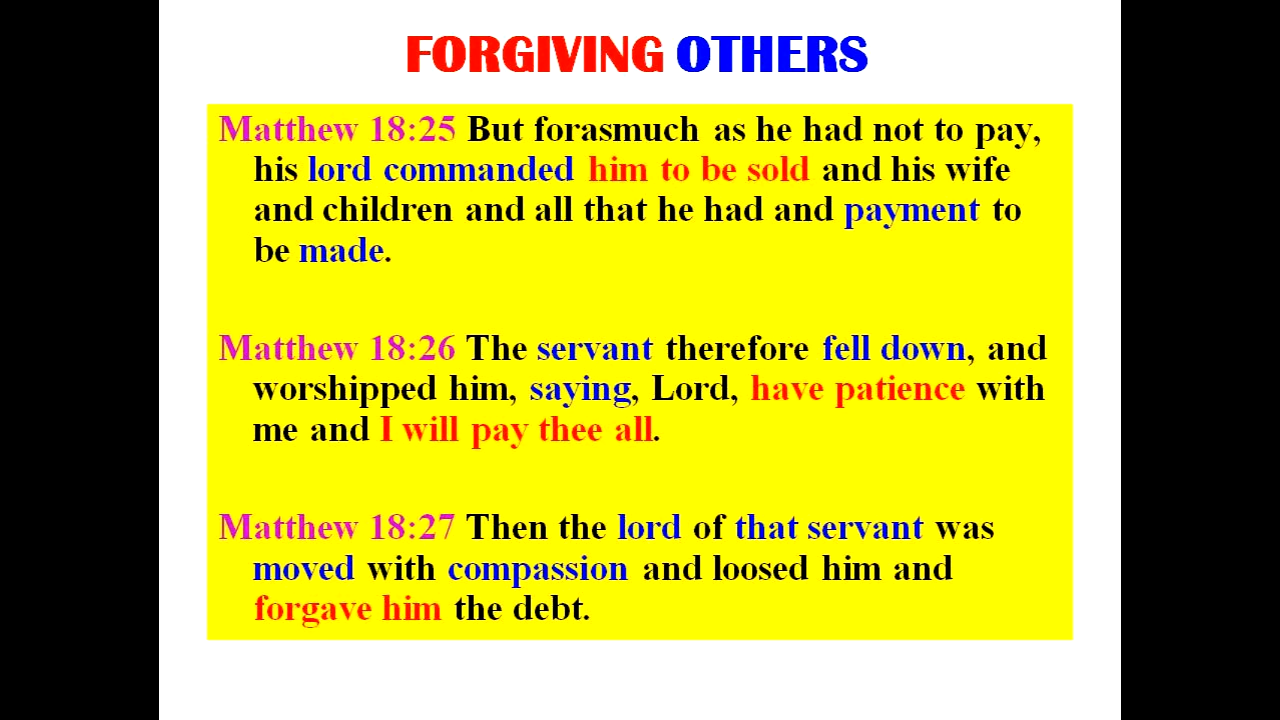 FORGIVING OTHERS
Matthew 18:25 But forasmuch as he had not to pay,
his lord commanded him to be sold and his wife
and children and all that he had and payment to
be made.
Matthew 18:26 The servant therefore fell down, and
worshipped him, saying, Lord, have patience with
me and I will pay thee all.
Matthew 18:27 Then the lord of that servant was
moved with compassion and loosed him and
forgave him the debt.